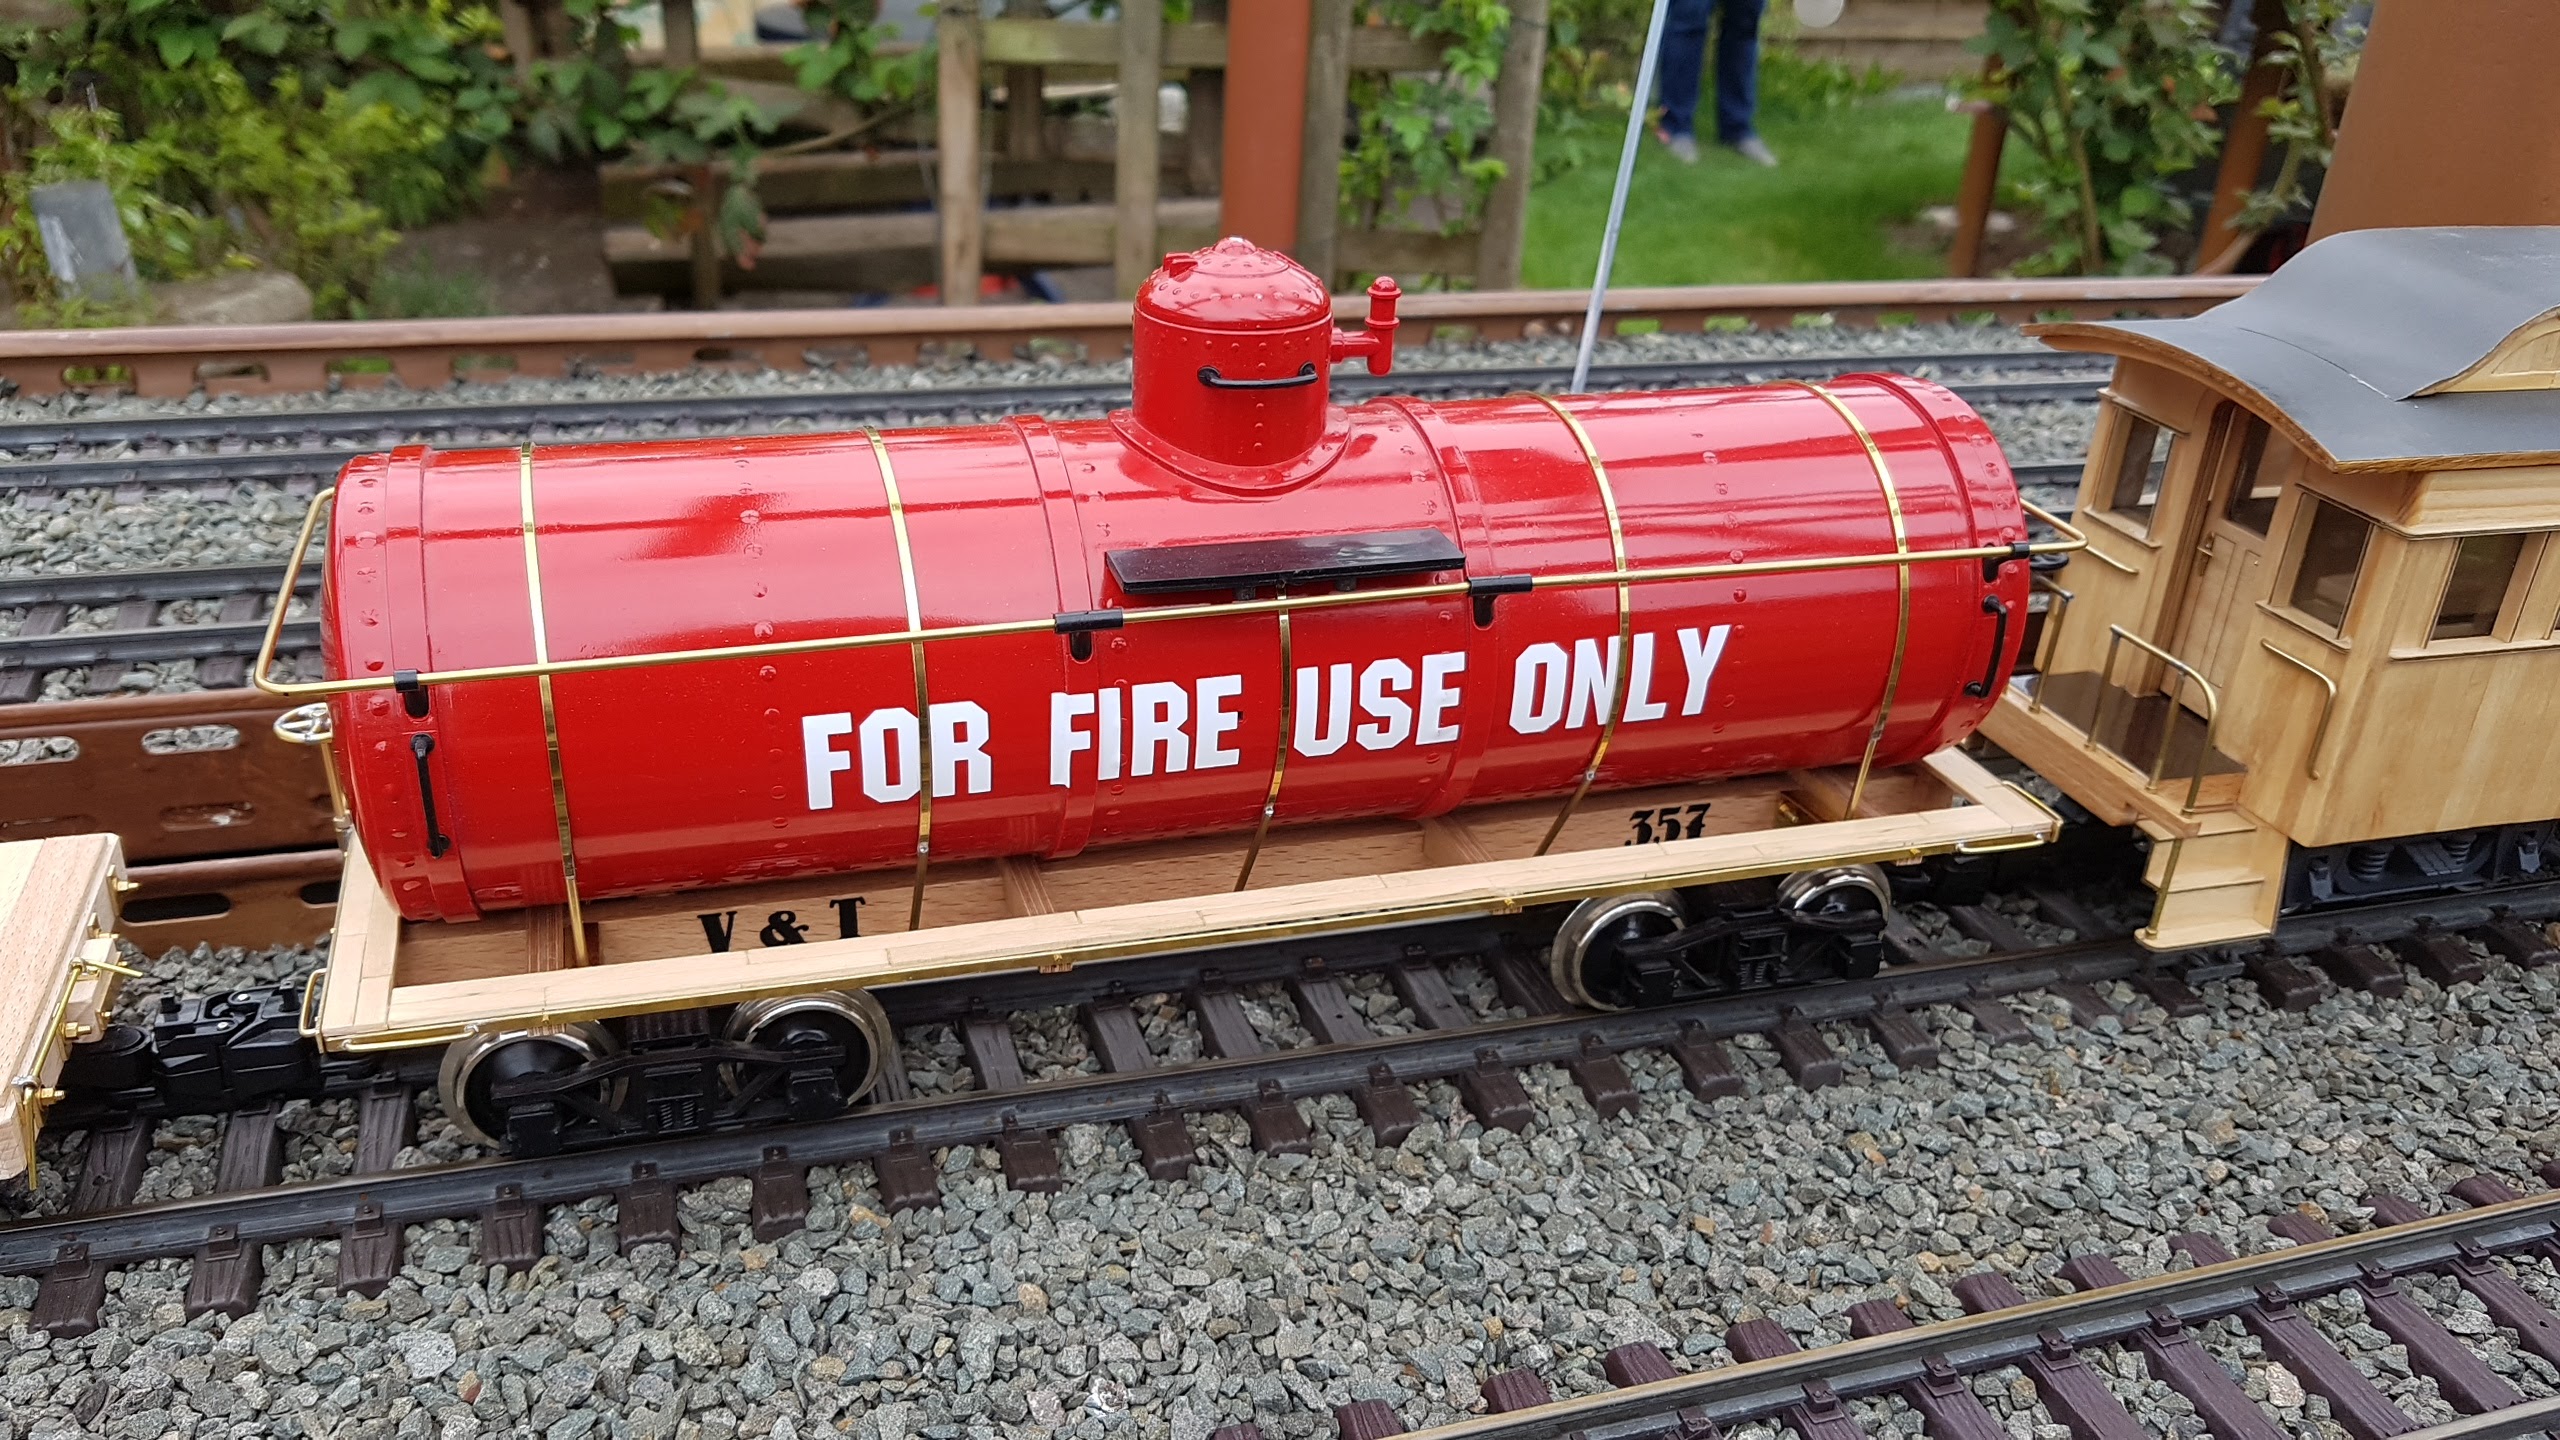 FOR FIRE USE ONLY
V & T
357